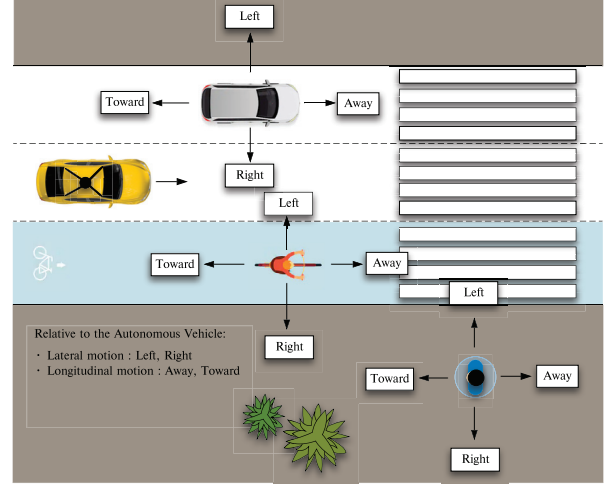 Left
Toward
Away
Right
Left
Toward
Away
Left
Right
Relative to the Autonomous Vehicle:
· Lateral motion : Left, Right
· Longitudinal motion : Away, Toward
Toward
Away
Right